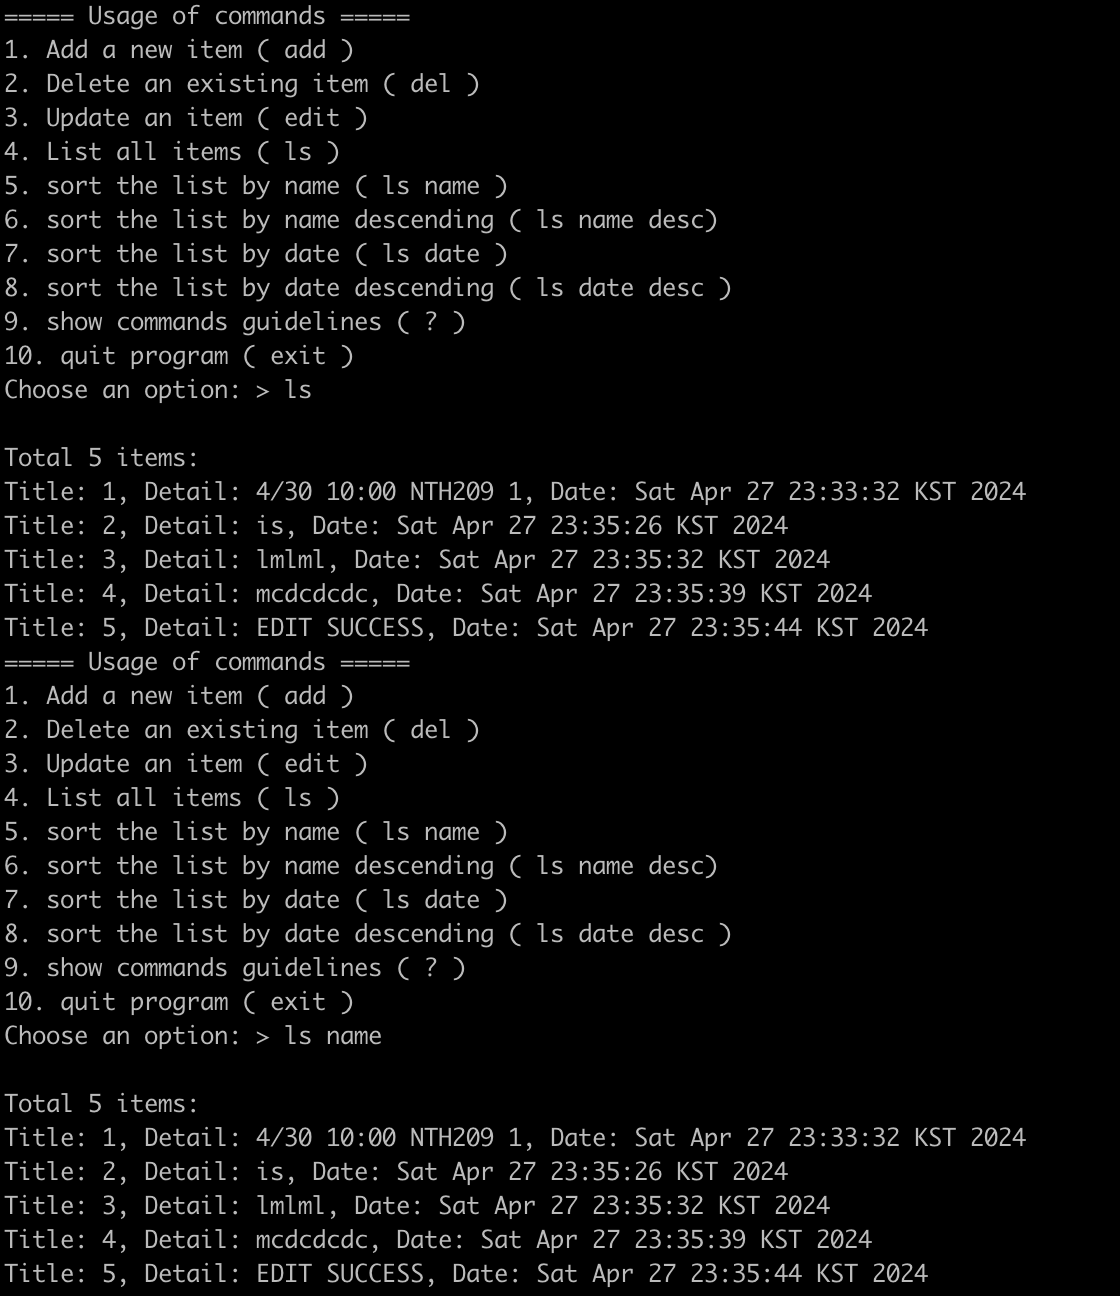 ===== Usage of commands =====
1. Add a new item ( add )
2. Delete an existing item ( del )
3. Update an item ( edit )
4. List all items ( ls )
5. sort the list by name ( ls name )
6. sort the list by name descending ( ls name desc)
7. sort the list by date ( ls date )
8. sort the list by date descending ( ls date desc )
9. show commands guidelines ( ? )
10. quit program ( exit )
Choose an option: > ls

Total 5 items:
Title: 1, Detail: 4/30 10:00 NTH209 1, Date: Sat Apr 27 23:33:32 KST 2024
Title: 2, Detail: is, Date: Sat Apr 27 23:35:26 KST 2024
Title: 3, Detail: lmlml, Date: Sat Apr 27 23:35:32 KST 2024
Title: 4, Detail: mcdcdcdc, Date: Sat Apr 27 23:35:39 KST 2024
Title: 5, Detail: EDIT SUCCESS, Date: Sat Apr 27 23:35:44 KST 2024
===== Usage of commands =====
1. Add a new item ( add )
2. Delete an existing item ( del )
3. Update an item ( edit )
4. List all items ( ls )
5. sort the list by name ( ls name )
6. sort the list by name descending ( ls name desc)
7. sort the list by date ( ls date )
8. sort the list by date descending ( ls date desc )
9. show commands guidelines ( ? )
10. quit program ( exit )
Choose an option: > ls name

Total 5 items:
Title: 1, Detail: 4/30 10:00 NTH209 1, Date: Sat Apr 27 23:33:32 KST 2024
Title: 2, Detail: is, Date: Sat Apr 27 23:35:26 KST 2024
Title: 3, Detail: lmlml, Date: Sat Apr 27 23:35:32 KST 2024
Title: 4, Detail: mcdcdcdc, Date: Sat Apr 27 23:35:39 KST 2024
Title: 5, Detail: EDIT SUCCESS, Date: Sat Apr 27 23:35:44 KST 2024